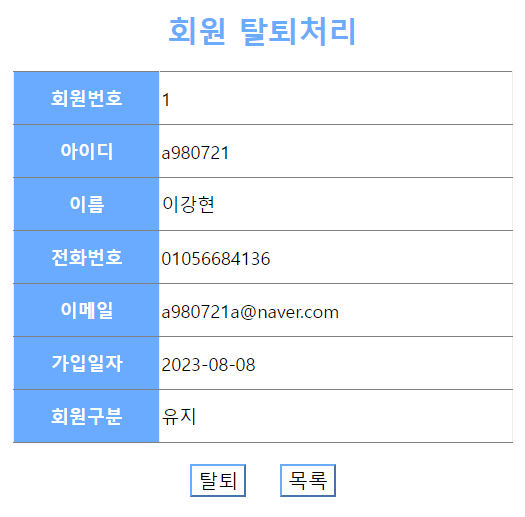 회원 탈퇴처리
회원번호 1
아이디 a980721
이름 이강현
전화번호 01056684136
이메일 a980721a@naver.com
가입일자 2023-08-08
회원구분 유지
탈퇴 목록